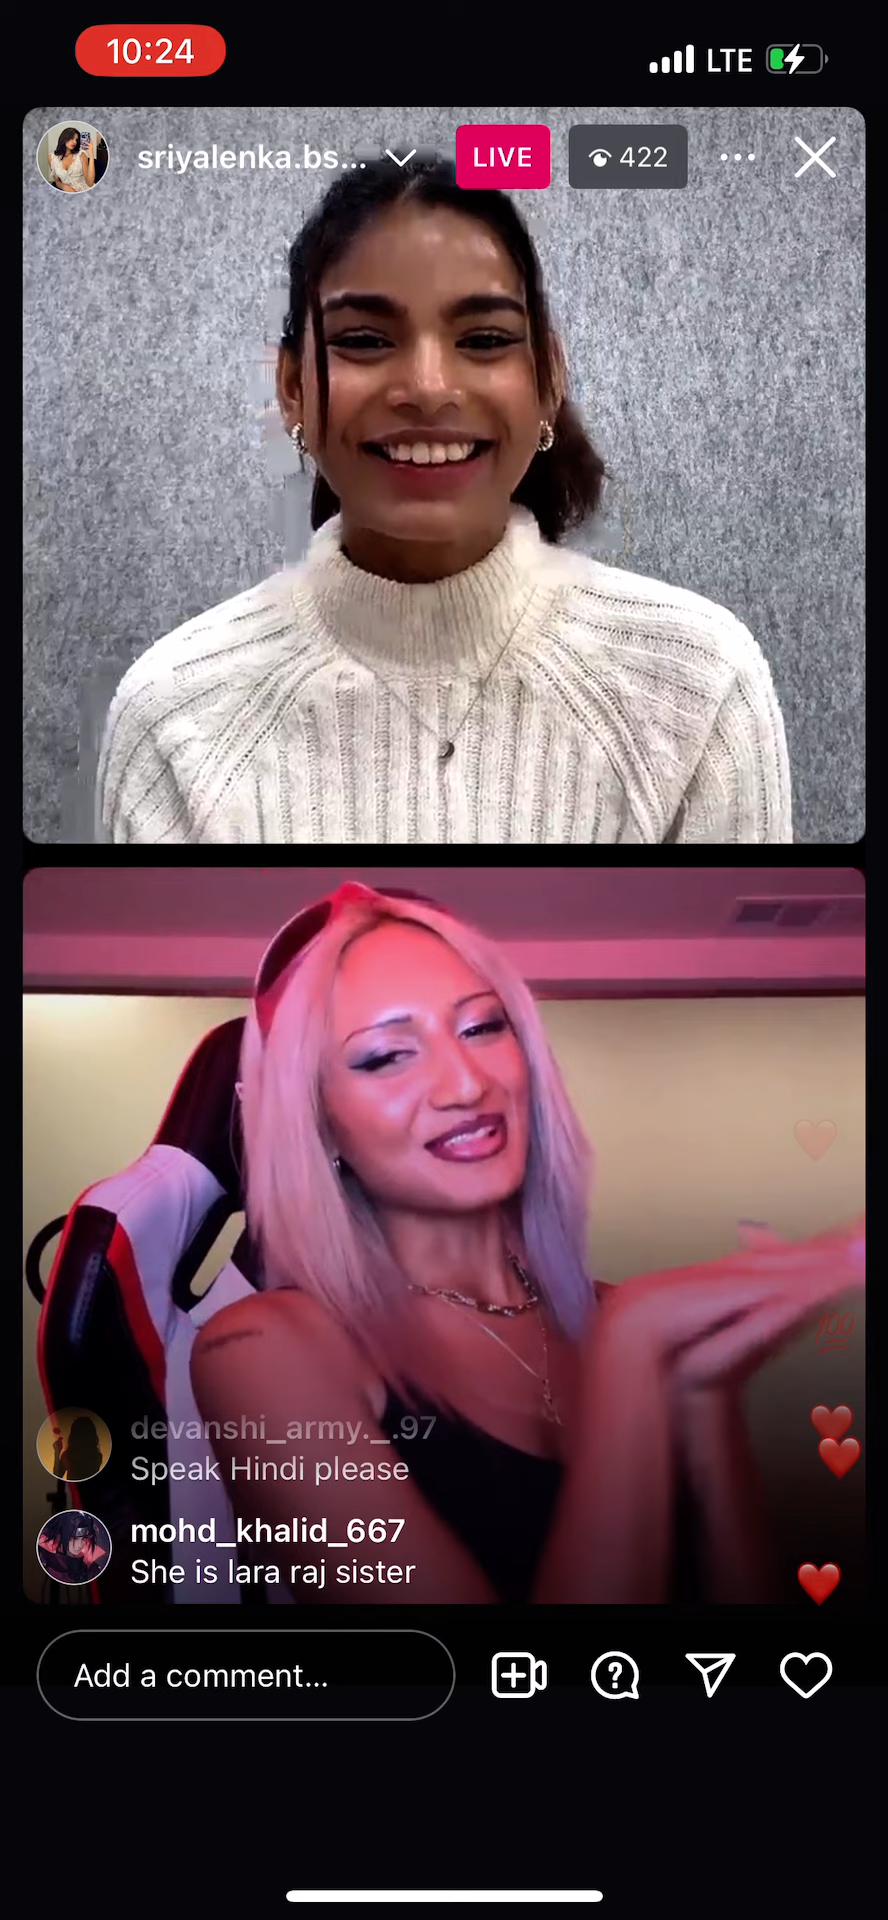 10:24
LTE
sriyalenka.bs...
LIVE
422
100
devanshi_army._.97
Speak Hindi please
mohd_khalid_667
She is lara raj sister
Add a comment...